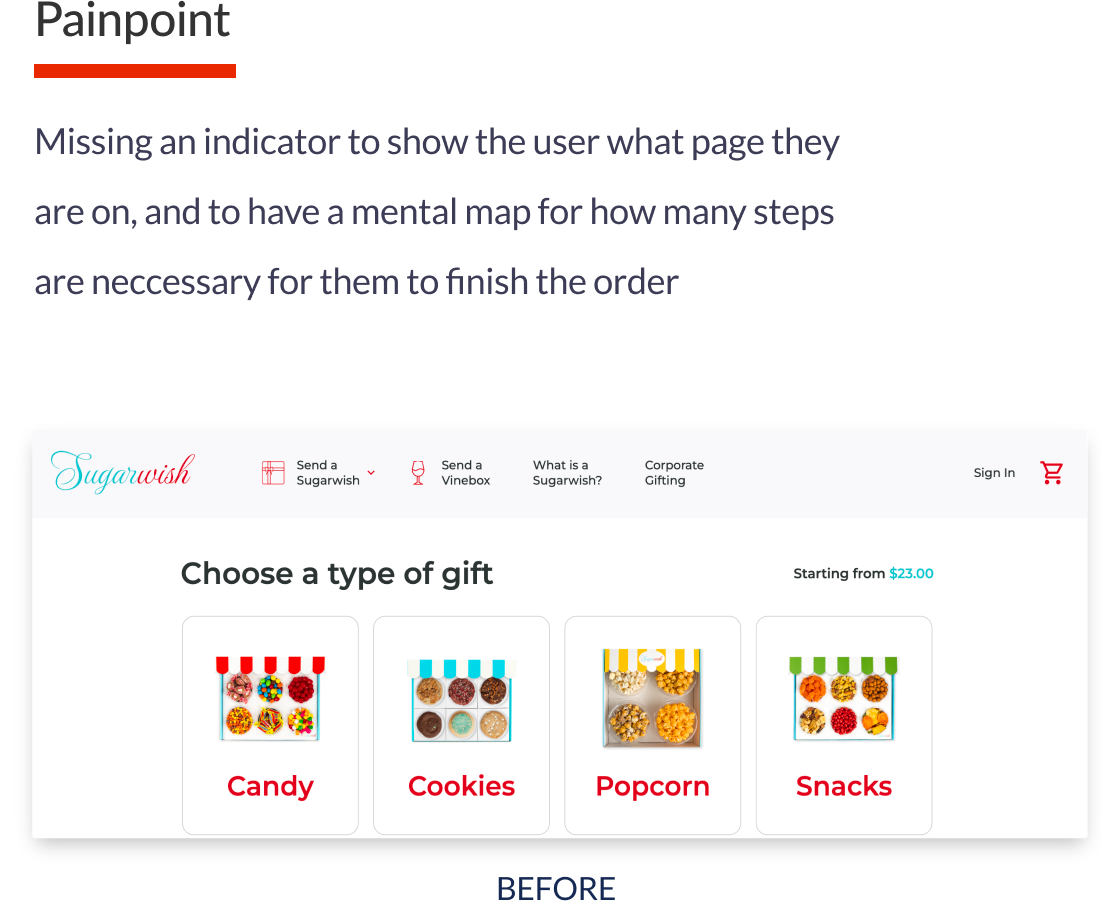 Painpoint
Missing an indicator to show the user what page they
are on, and to have a mental map for how many steps
are neccessary for them to finish the order
Sugarwish
Send a
Sugarwish
Send a
Vinebox
What is a
Sugarwish?
Corporate
Gifting
Sign In
Choose a type of gift
Starting from $23.00
Candy
Cookies
Popcorn
Snacks
BEFORE